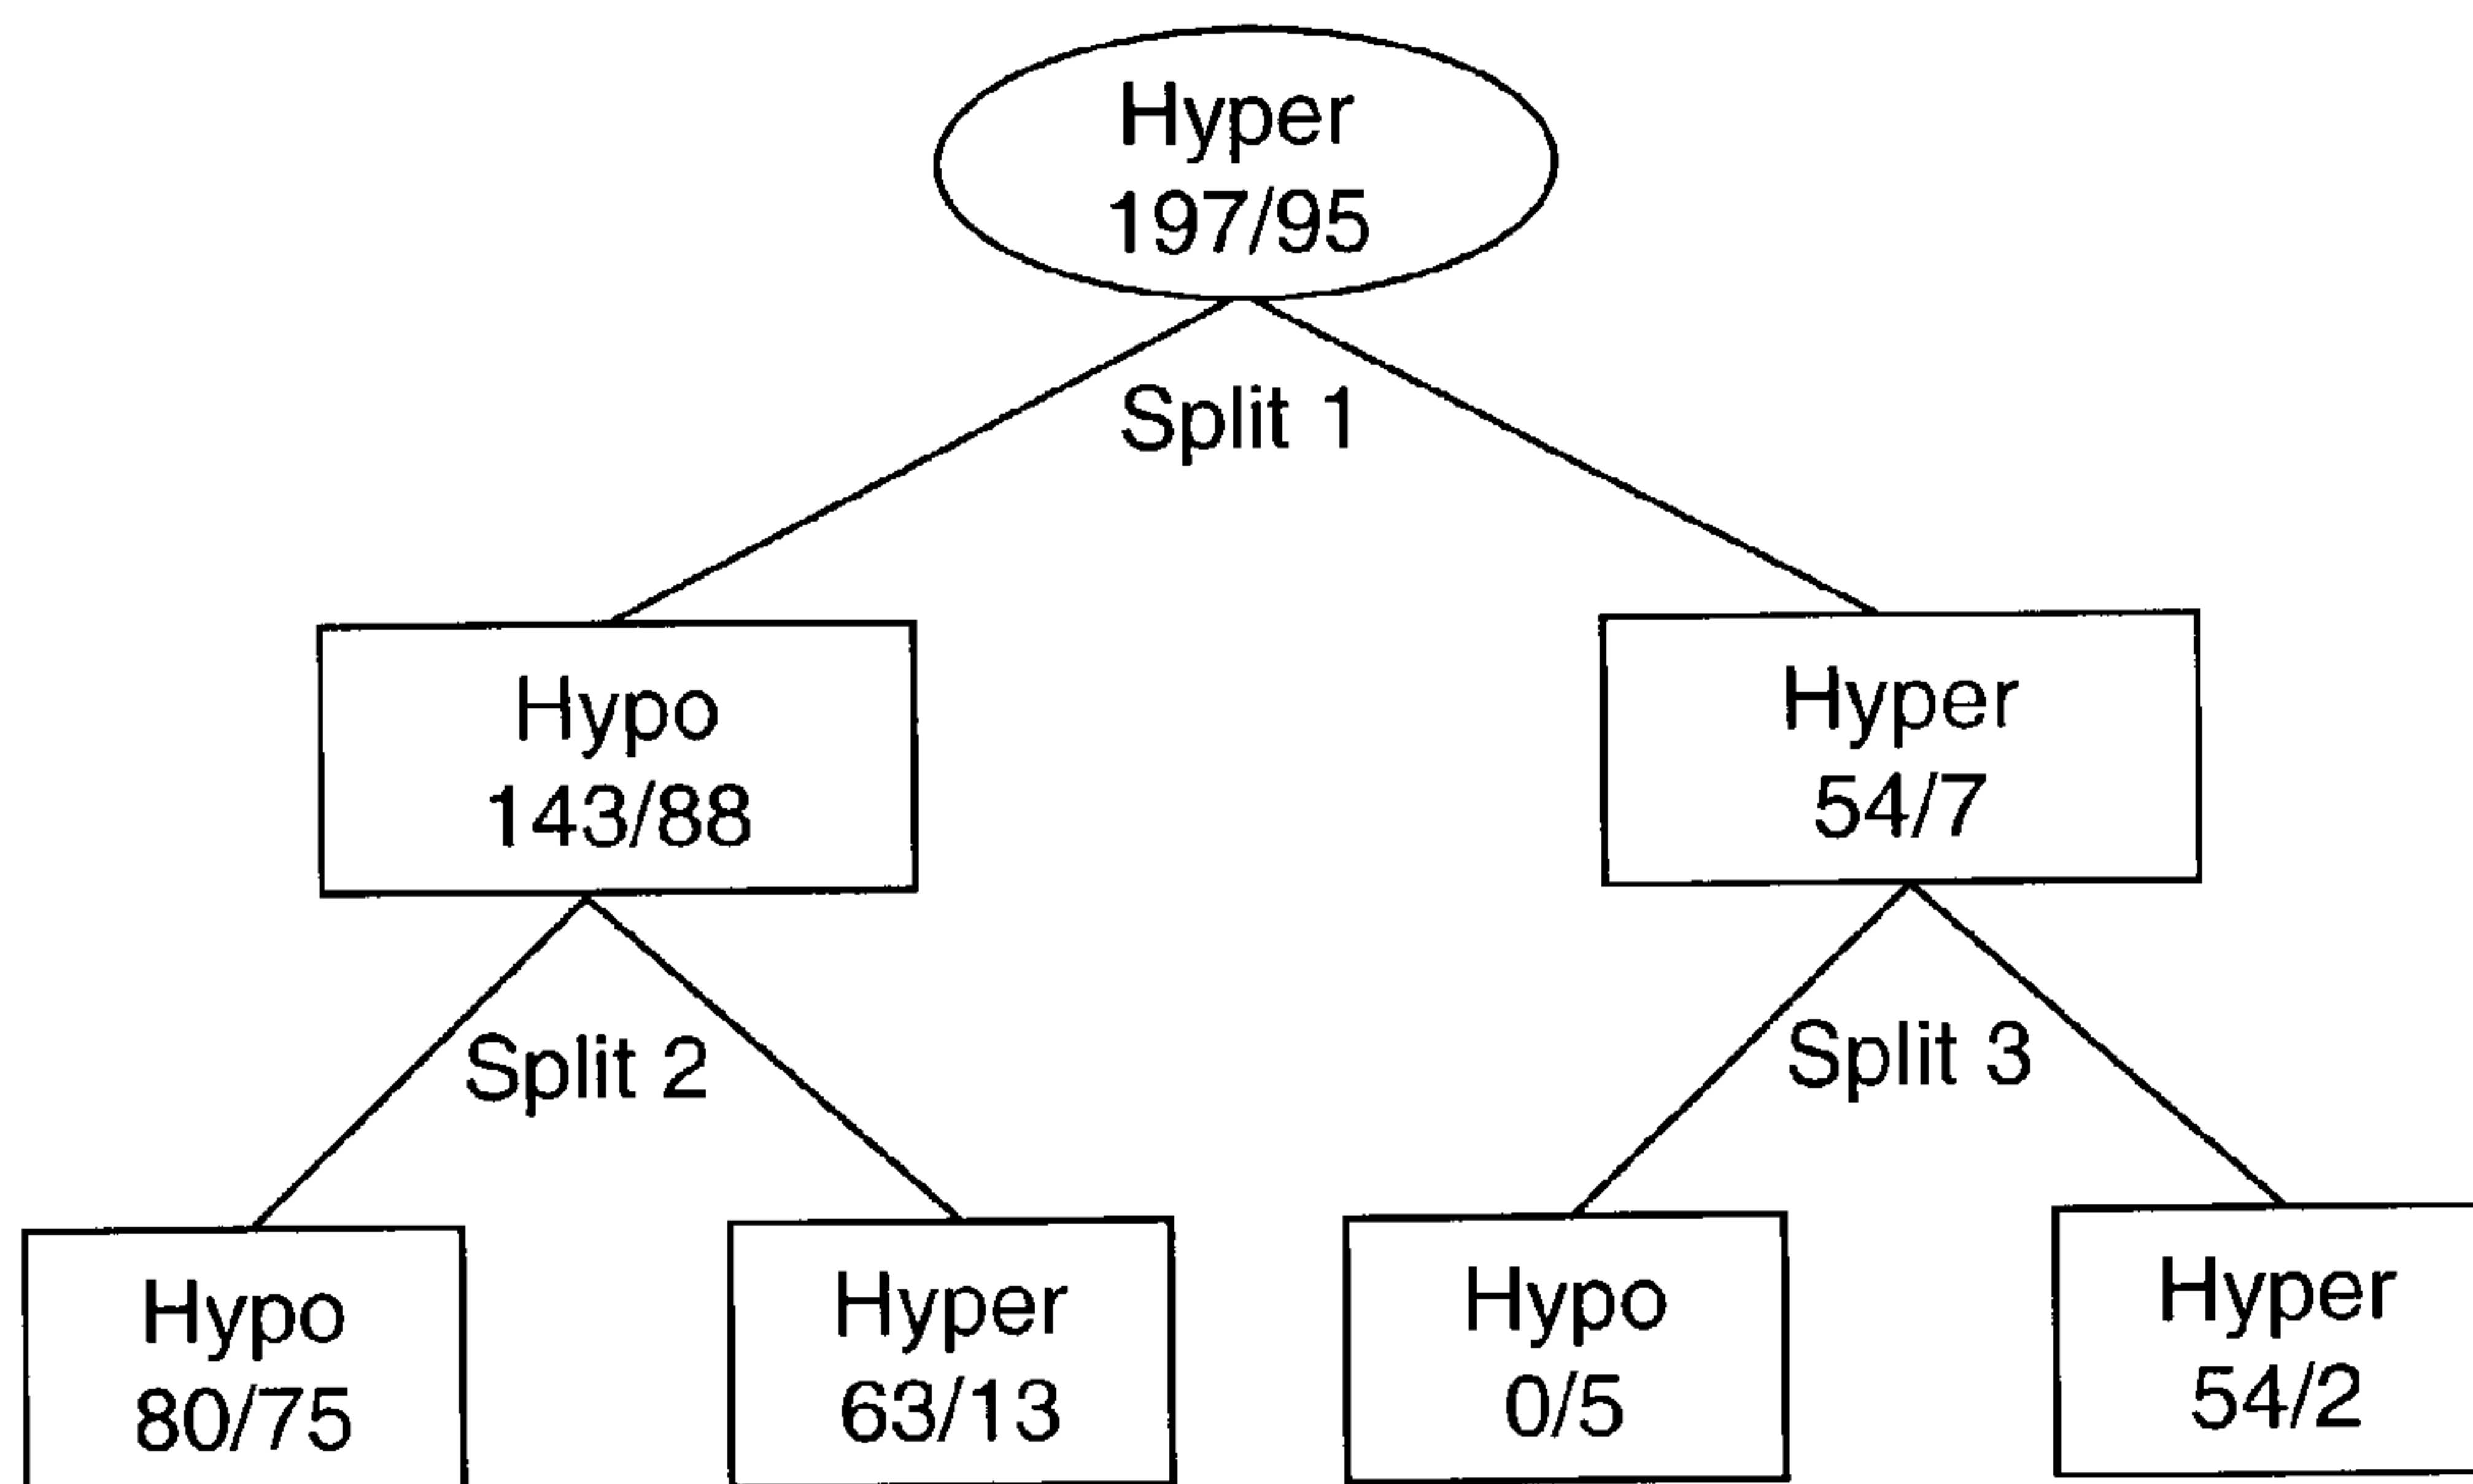 Hyper
197/95
Split 1
Hypo
143/88
Hyper
54/7
Split 2
Split 3
Hypo
80/75
Hyper
63/13
Hypo
0/5
Hyper
54/2